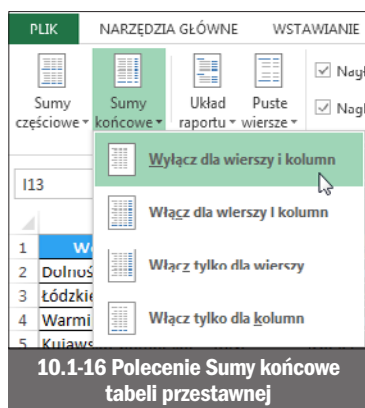 PLIK NARZĘDZIA GŁÓWNE WSTAWIANIE
Sumy częściowe
Sumy końcowe
Układ raportu
Puste wiersze
Nagł
Nagł
I13
Wyłącz dla wierszy i kolumn
Włącz dla wierszy i kolumn
Włącz tylko dla wierszy
Włącz tylko dla kolumn
1 W
2 Dolnoś
3 Łódzkie
4 Warmi
5 Kujaws
10.1-16 Polecenie Sumy końcowe
tabeli przestawnej